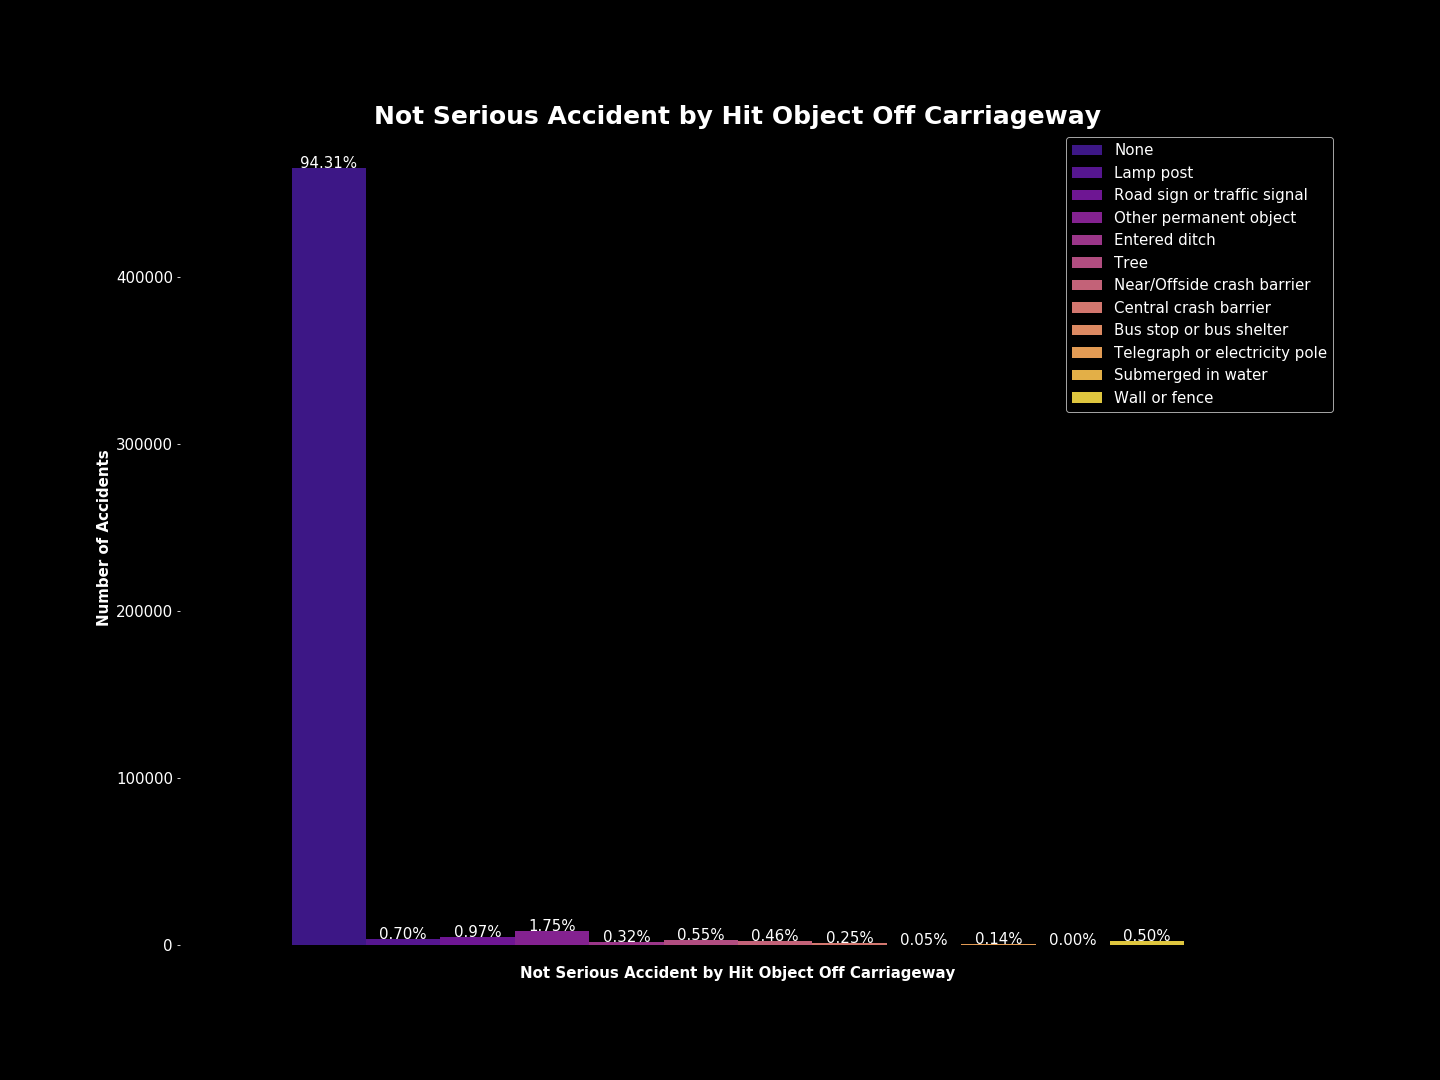 Not Serious Accident by Hit Object Off Carriageway
None
Lamp post
Road sign or traffic signal
Other permanent object
Entered ditch
Tree
Near/Offside crash barrier
Central crash barrier
Bus stop or bus shelter
Telegraph or electricity pole
Submerged in water
Wall or fence
Number of Accidents
400000
300000
200000
100000
0
94.31%
0.70%
0.97%
1.75%
0.32%
0.55%
0.46%
0.25%
0.05%
0.14%
0.00%
0.50%
Not Serious Accident by Hit Object Off Carriageway